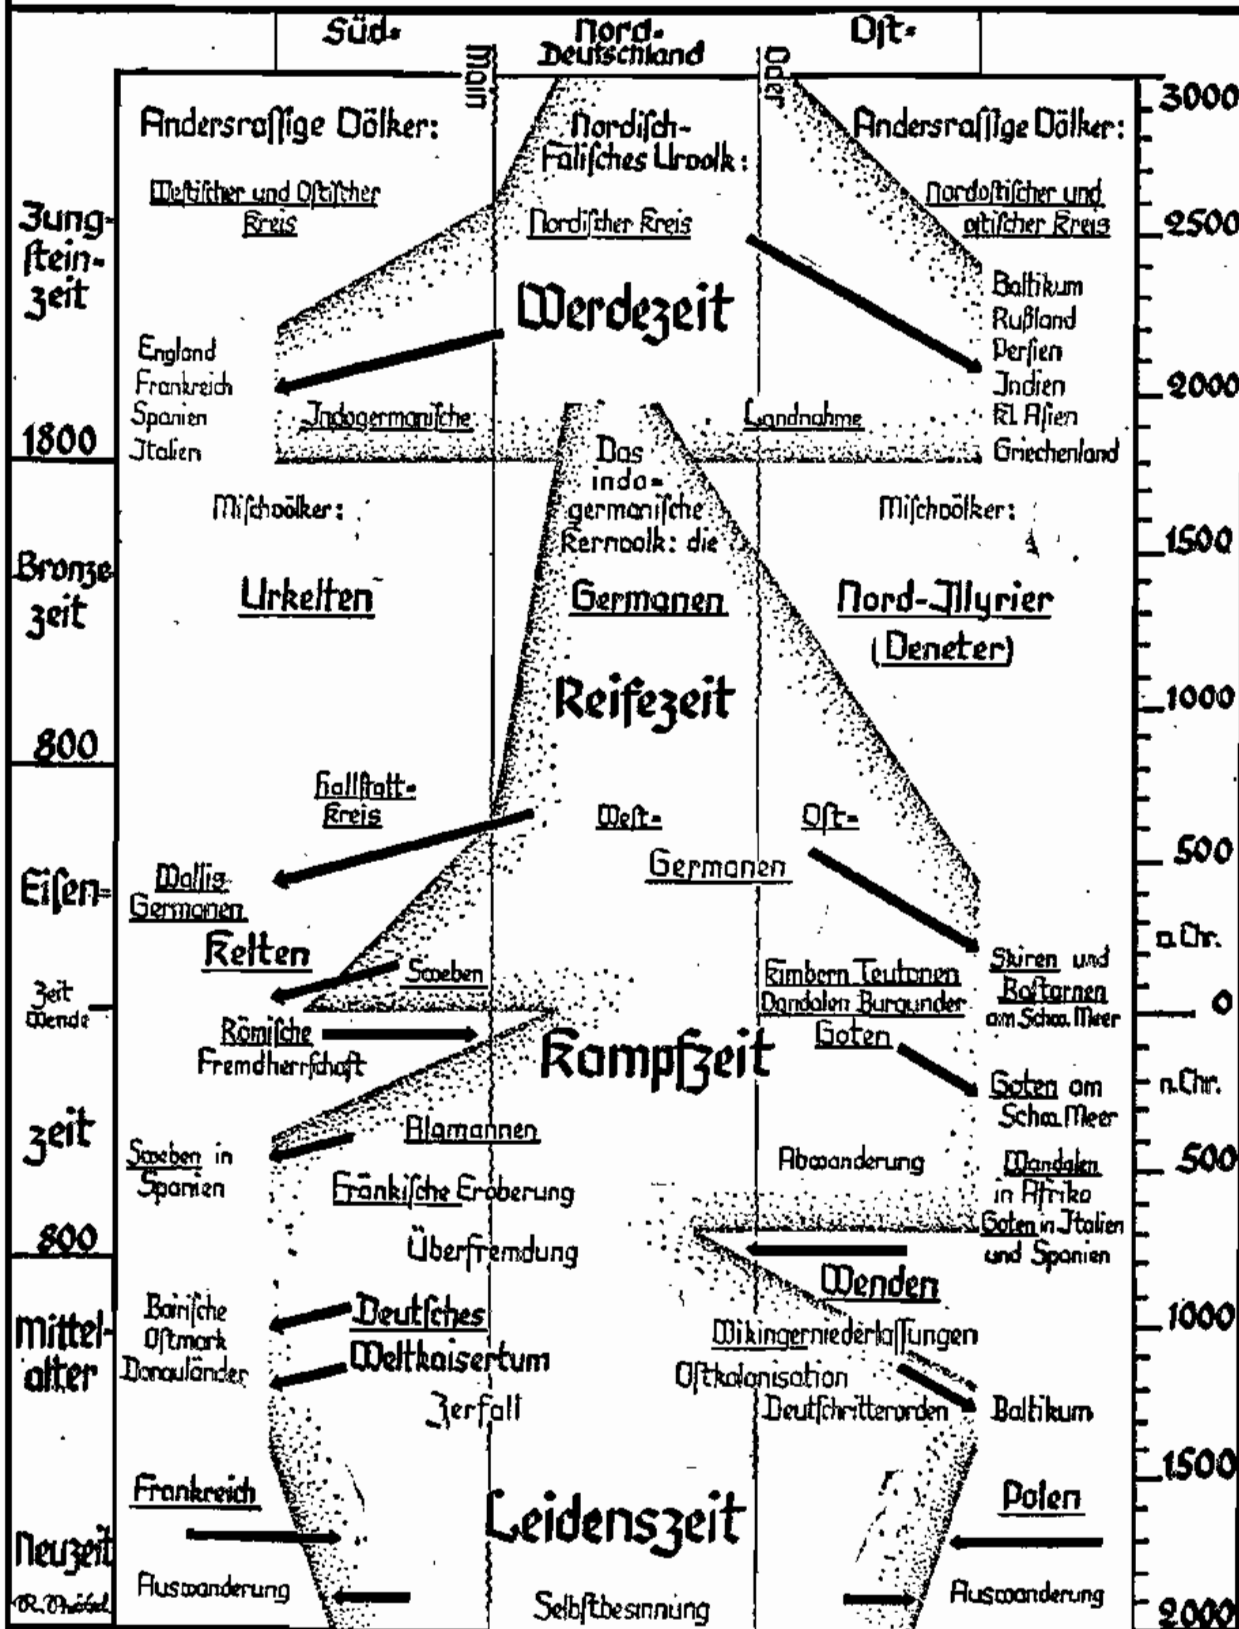 Süd-
Nord-
Deutschland
Ost-
Main
Oder
Jung-
stein-
zeit
1800
Bronze
zeit
800
Eisen-
Zeit
Wende
zeit
800
Mittel-
alter
Neuzeit
Andersrassige Völker:
Westischer und Ostischer
Kreis
England
Frankreich
Spanien
Italien
Nordisch-
Fälisches Urvolk:
Nordischer Kreis
Werdezeit
Indogermanische
Landnahme
Andersrassige Völker:
Nordostischer und
ostischer Kreis
Baltikum
Rußland
Persien
Indien
Kl. Asien
Griechenland
Mischvölker:
Urkelten
Das
indo-
germanische
Kernvolk: die
Germanen
Reifezeit
Mischvölker:
Nord-Illyrier
(Veneter)
Hallstatt-
Kreis
Wallis
Germanen
Kelten
Sweben
West-
Ost-
Germanen
Kimbern Teutonen
Vandalen Burgunder
Goten
Skiren und
Bastarnen
am Schw. Meer
Römische
Fremdherrschaft
Kampfzeit
Goten am
Schw. Meer
Alamannen
Sweben in
Spanien
Fränkische Eroberung
Überfremdung
Abwanderung
Wandalen
in Afrika
Goten in Italien
und Spanien
Wenden
Bairische
Ostmark
Donauländer
Deutsches
Weltkaisertum
Zerfall
Wikingerniederlassungen
Ostkolonisation
Deutschritterorden
Baltikum
Frankreich
Leidenszeit
Polen
Auswanderung
Selbstbesinnung
Auswanderung
3000
2500
2000
1500
1000
500
v. Chr.
0
n. Chr.
500
1000
1500
2000